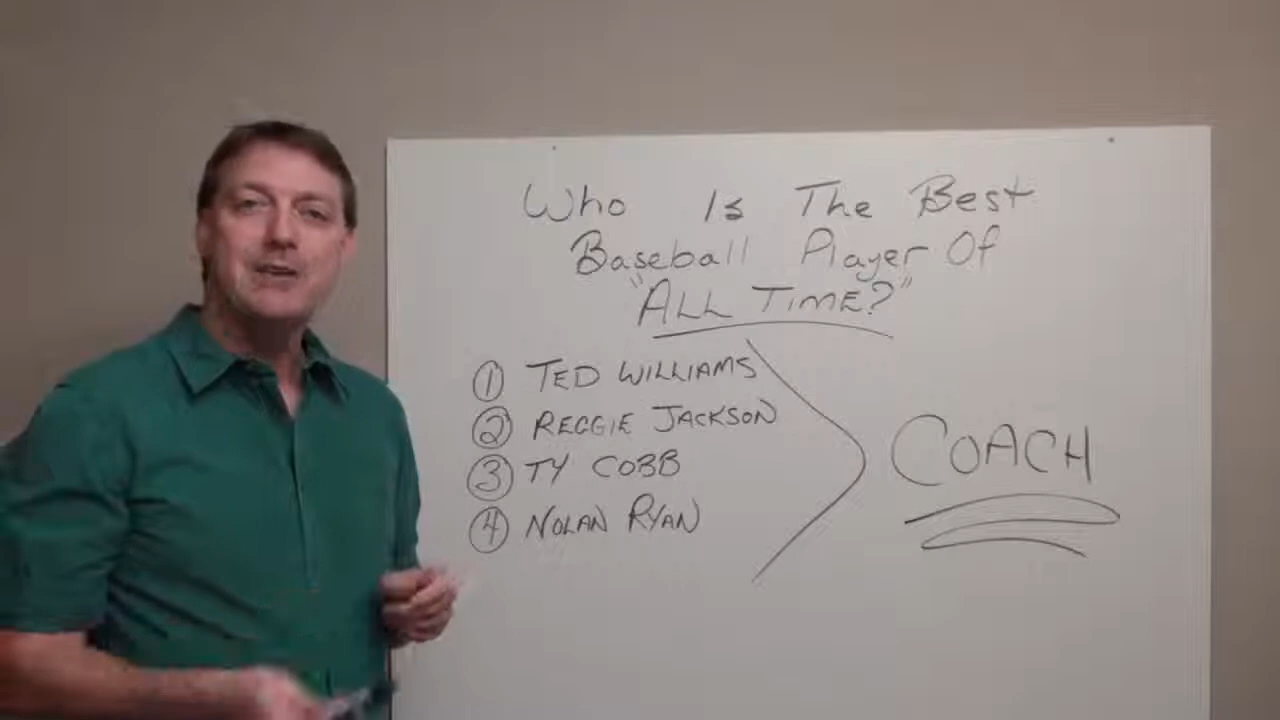 Who Is The Best
Baseball Player Of
"ALL TIME?"
① TED WILLIAMS
② REGGIE JACKSON
③ TY COBB
④ NOLAN RYAN
COACH